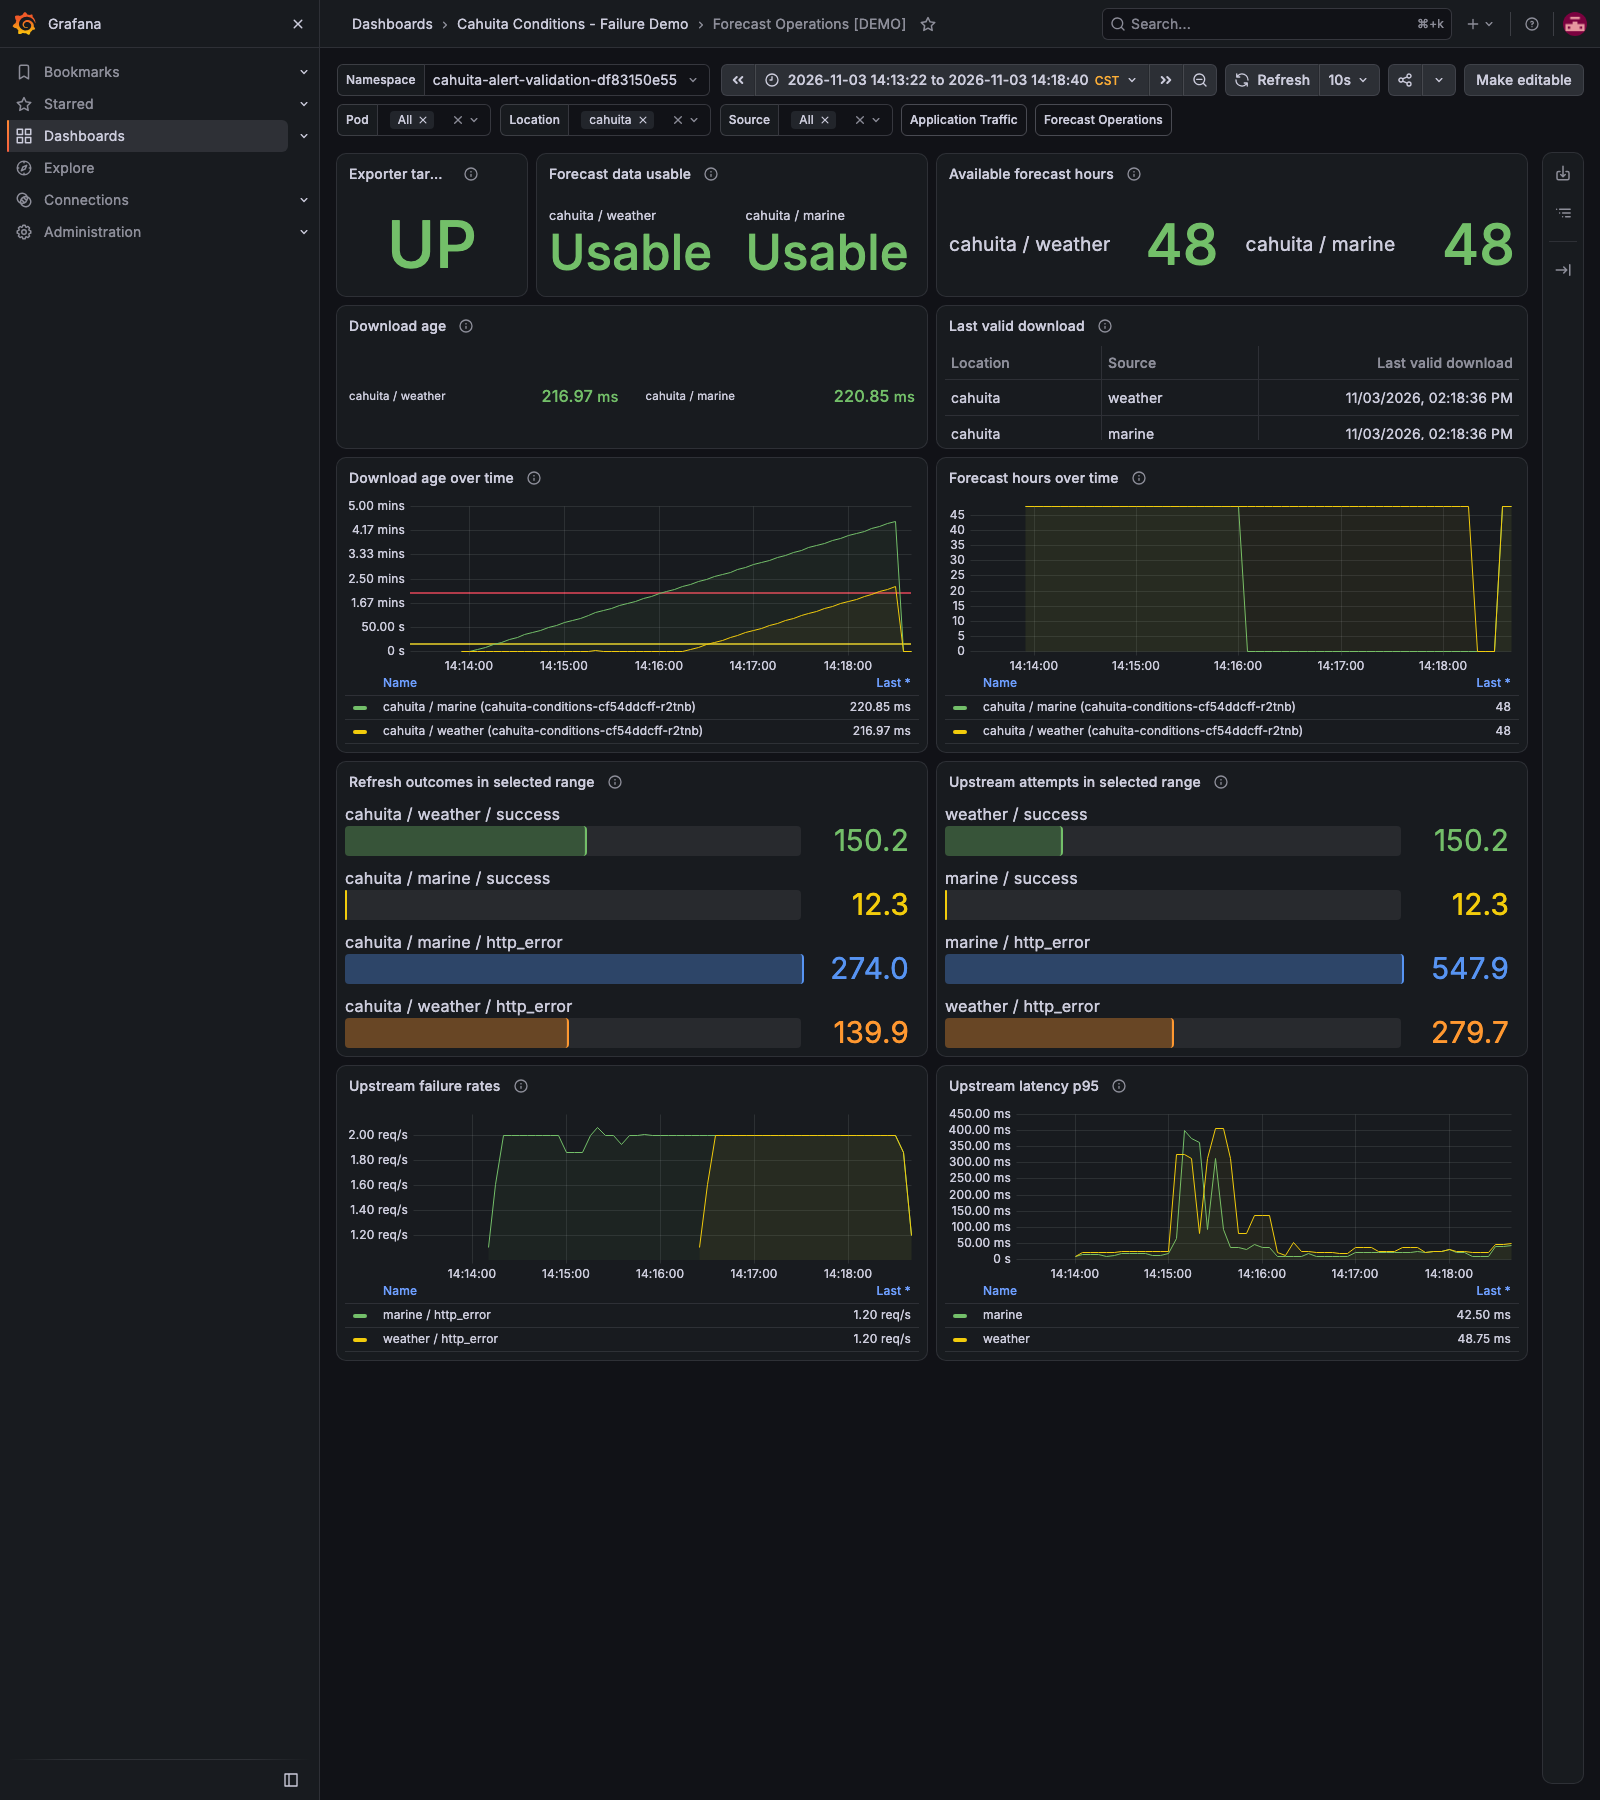 Grafana
Dashboards › Cahuita Conditions - Failure Demo › Forecast Operations [DEMO]
Search... ⌘+k
Bookmarks
Starred
Dashboards
Explore
Connections
Administration
Namespace cahuita-alert-validation-df83150e55
2026-11-03 14:13:22 to 2026-11-03 14:18:40 CST
Refresh 10s
Make editable
Pod All
Location cahuita
Source All
Application Traffic
Forecast Operations
Exporter tar...
UP
Forecast data usable
cahuita / weather cahuita / marine
Usable Usable
Available forecast hours
cahuita / weather 48 cahuita / marine 48
Download age
cahuita / weather 216.97 ms cahuita / marine 220.85 ms
Last valid download
Location Source Last valid download
cahuita weather 11/03/2026, 02:18:36 PM
cahuita marine 11/03/2026, 02:18:36 PM
Download age over time
5.00 mins
4.17 mins
3.33 mins
2.50 mins
1.67 mins
50.00 s
0 s
14:14:00 14:15:00 14:16:00 14:17:00 14:18:00
Name Last *
cahuita / marine (cahuita-conditions-cf54ddcff-r2tnb) 220.85 ms
cahuita / weather (cahuita-conditions-cf54ddcff-r2tnb) 216.97 ms
Forecast hours over time
45
40
35
30
25
20
15
10
5
0
14:14:00 14:15:00 14:16:00 14:17:00 14:18:00
Name Last *
cahuita / marine (cahuita-conditions-cf54ddcff-r2tnb) 48
cahuita / weather (cahuita-conditions-cf54ddcff-r2tnb) 48
Refresh outcomes in selected range
cahuita / weather / success
150.2
cahuita / marine / success
12.3
cahuita / marine / http_error
274.0
cahuita / weather / http_error
139.9
Upstream attempts in selected range
weather / success
150.2
marine / success
12.3
marine / http_error
547.9
weather / http_error
279.7
Upstream failure rates
2.00 req/s
1.80 req/s
1.60 req/s
1.40 req/s
1.20 req/s
14:14:00 14:15:00 14:16:00 14:17:00 14:18:00
Name Last *
marine / http_error 1.20 req/s
weather / http_error 1.20 req/s
Upstream latency p95
450.00 ms
400.00 ms
350.00 ms
300.00 ms
250.00 ms
200.00 ms
150.00 ms
100.00 ms
50.00 ms
0 s
14:14:00 14:15:00 14:16:00 14:17:00 14:18:00
Name Last *
marine 42.50 ms
weather 48.75 ms